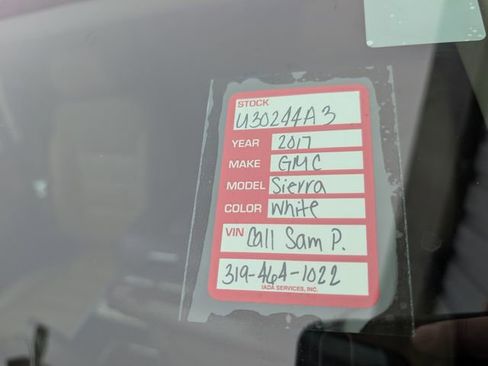 STOCK
U30244A3
YEAR 2017
MAKE GMC
MODEL Sierra
COLOR White
VIN Call Sam P.
319-464-1022
IADA SERVICES, INC.